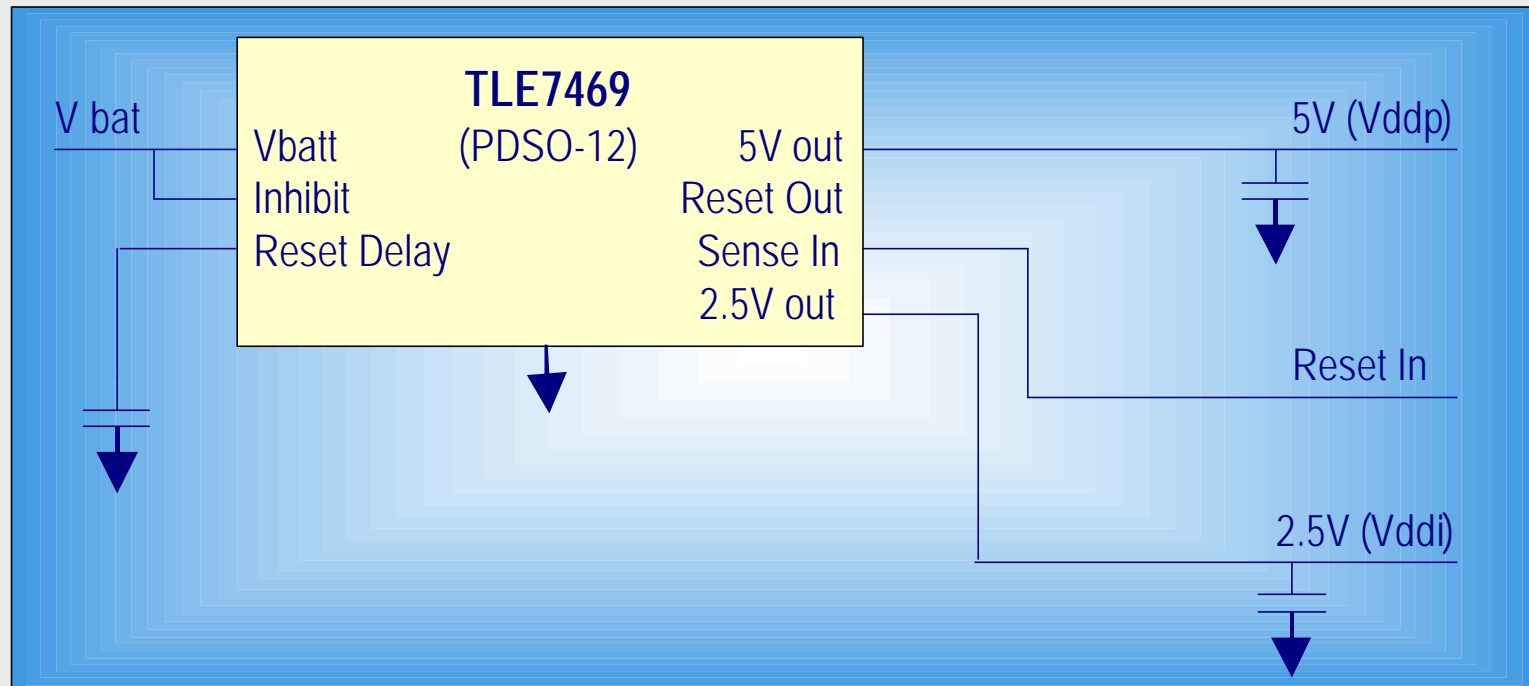 TLE7469
(PDSO-12)
V bat
Vbatt
Inhibit
Reset Delay
5V out
Reset Out
Sense In
2.5V out
5V (Vddp)
Reset In
2.5V (Vddi)